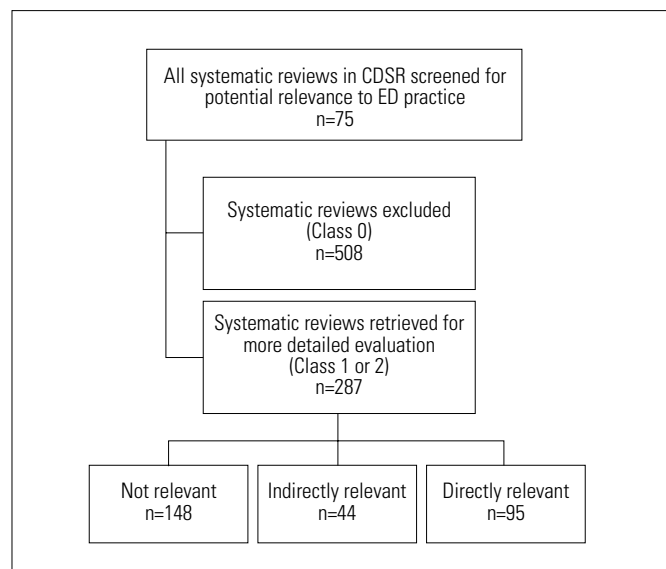 All systematic reviews in CDSR screened for
potential relevance to ED practice
n=75
Systematic reviews excluded
(Class 0)
n=508
Systematic reviews retrieved for
more detailed evaluation
(Class 1 or 2)
n=287
Not relevant
n=148
Indirectly relevant
n=44
Directly relevant
n=95